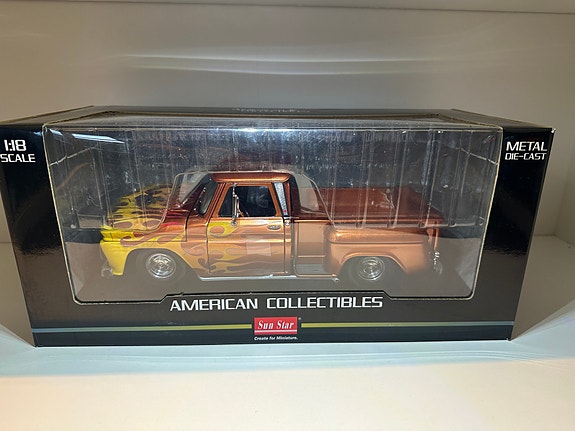 1:18
SCALE
METAL
DIE-CAST
AMERICAN COLLECTIBLES
Sun Star
Create for Miniature.